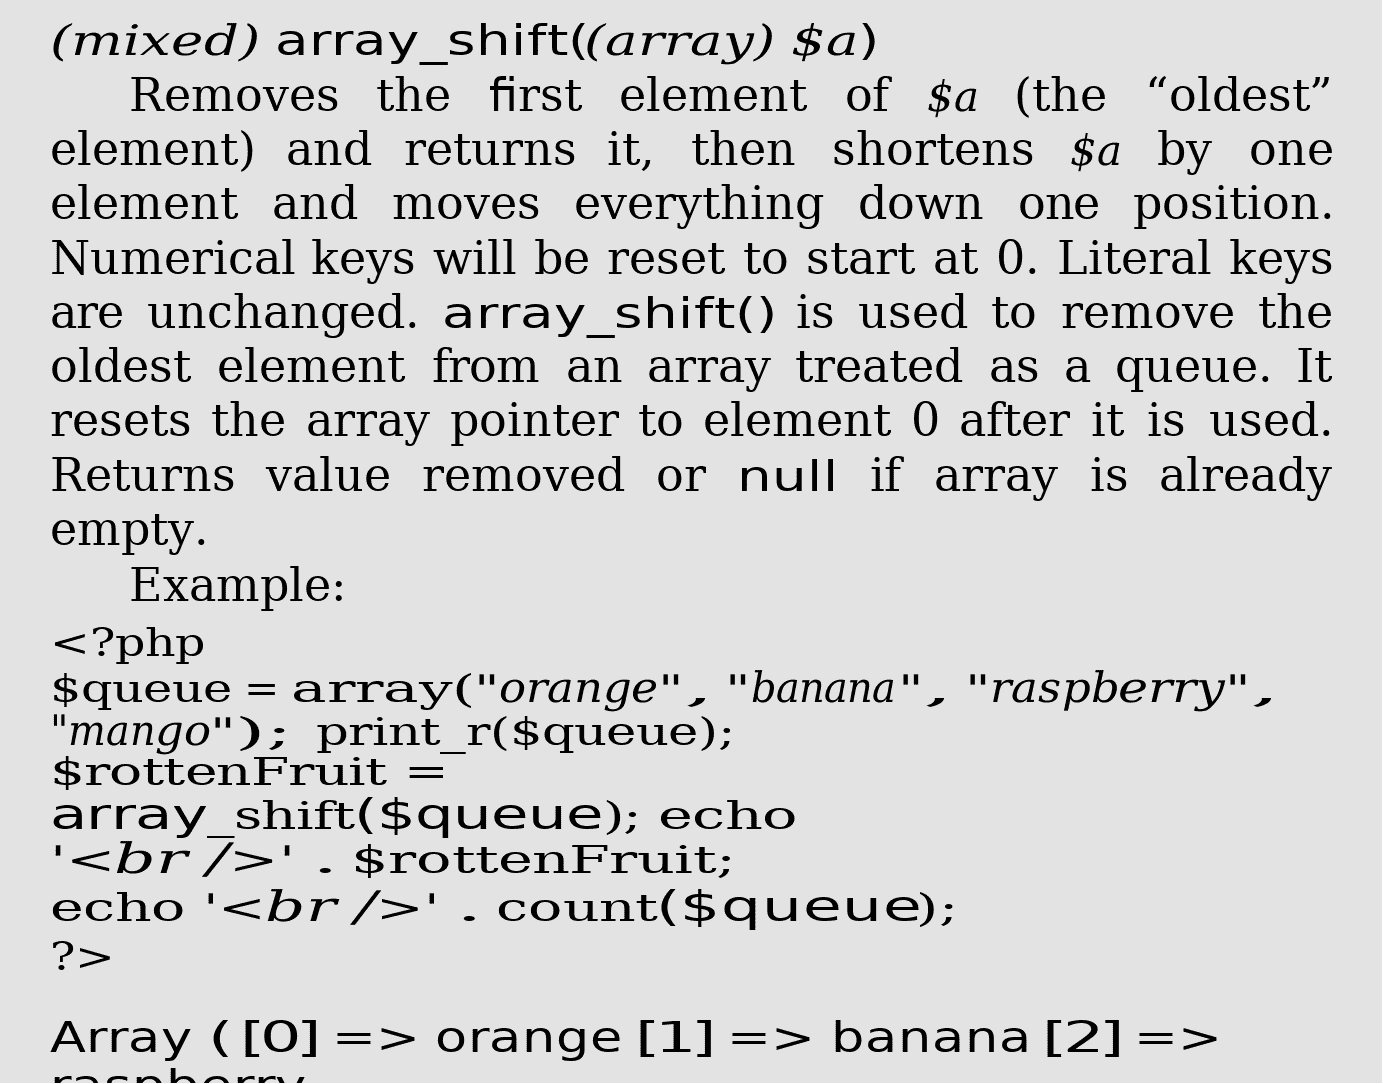 (mixed) array_shift((array) $a)
Removes the first element of $a (the “oldest”
element) and returns it, then shortens $a by one
element and moves everything down one position.
Numerical keys will be reset to start at 0. Literal keys
are unchanged. array_shift() is used to remove the
oldest element from an array treated as a queue. It
resets the array pointer to element 0 after it is used.
Returns value removed or null if array is already
empty.
Example:
<?php
$queue = array("orange", "banana", "raspberry",
"mango"); print_r($queue);
$rottenFruit =
array_shift($queue); echo
'<br />' . $rottenFruit;
echo '<br />' . count($queue);
?>
Array ( [0] => orange [1] => banana [2] =>
raspberry